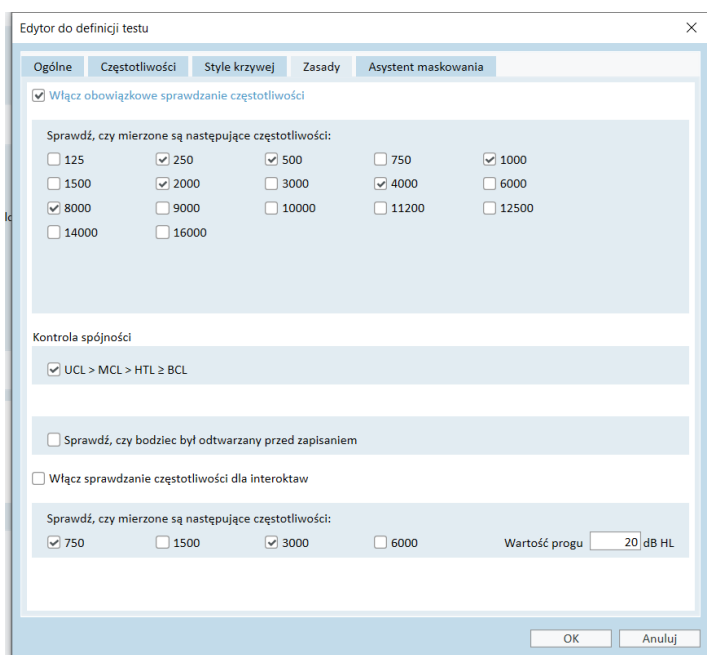 Edytor do definicji testu
Ogólne Częstotliwości Style krzywej Zasady Asystent maskowania
Włącz obowiązkowe sprawdzanie częstotliwości
Sprawdź, czy mierzone są następujące częstotliwości:
125 250 500 750 1000
1500 2000 3000 4000 6000
8000 9000 10000 11200 12500
14000 16000
Kontrola spójności
UCL > MCL > HTL ≥ BCL
Sprawdź, czy bodziec był odtwarzany przed zapisaniem
Włącz sprawdzanie częstotliwości dla interoktaw
Sprawdź, czy mierzone są następujące częstotliwości:
750 1500 3000 6000 Wartość progu 20 dB HL
OK Anuluj